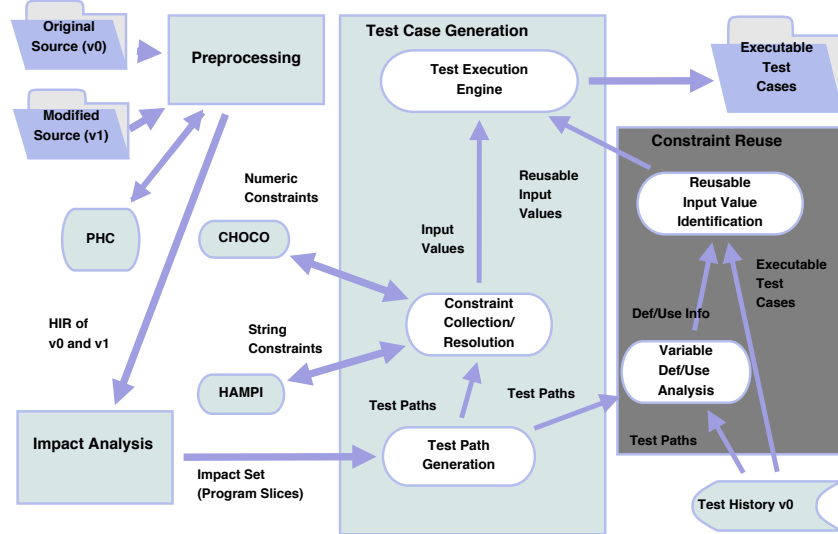 Original
Source (v0)
Preprocessing
Modified
Source (v1)
PHC
HIR of
v0 and v1
Impact Analysis
Impact Set
(Program Slices)
Numeric
Constraints
CHOCO
String
Constraints
HAMPI
Test Case Generation
Test Execution
Engine
Input
Values
Reusable
Input
Values
Constraint
Collection/
Resolution
Test Paths
Test Paths
Test Path
Generation
Executable
Test
Cases
Constraint Reuse
Reusable
Input Value
Identification
Executable
Test
Cases
Def/Use Info
Variable
Def/Use
Analysis
Test Paths
Test History v0